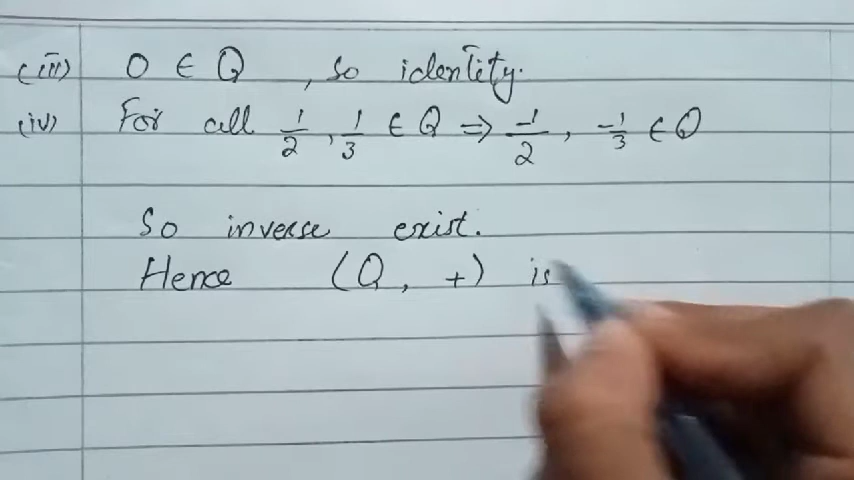 (iii) 0 ∈ Q , so identity.
(iv) For all 1/2 , 1/3 ∈ Q ⇒ -1/2 , -1/3 ∈ Q
So inverse exist.
Hence (Q, +) is